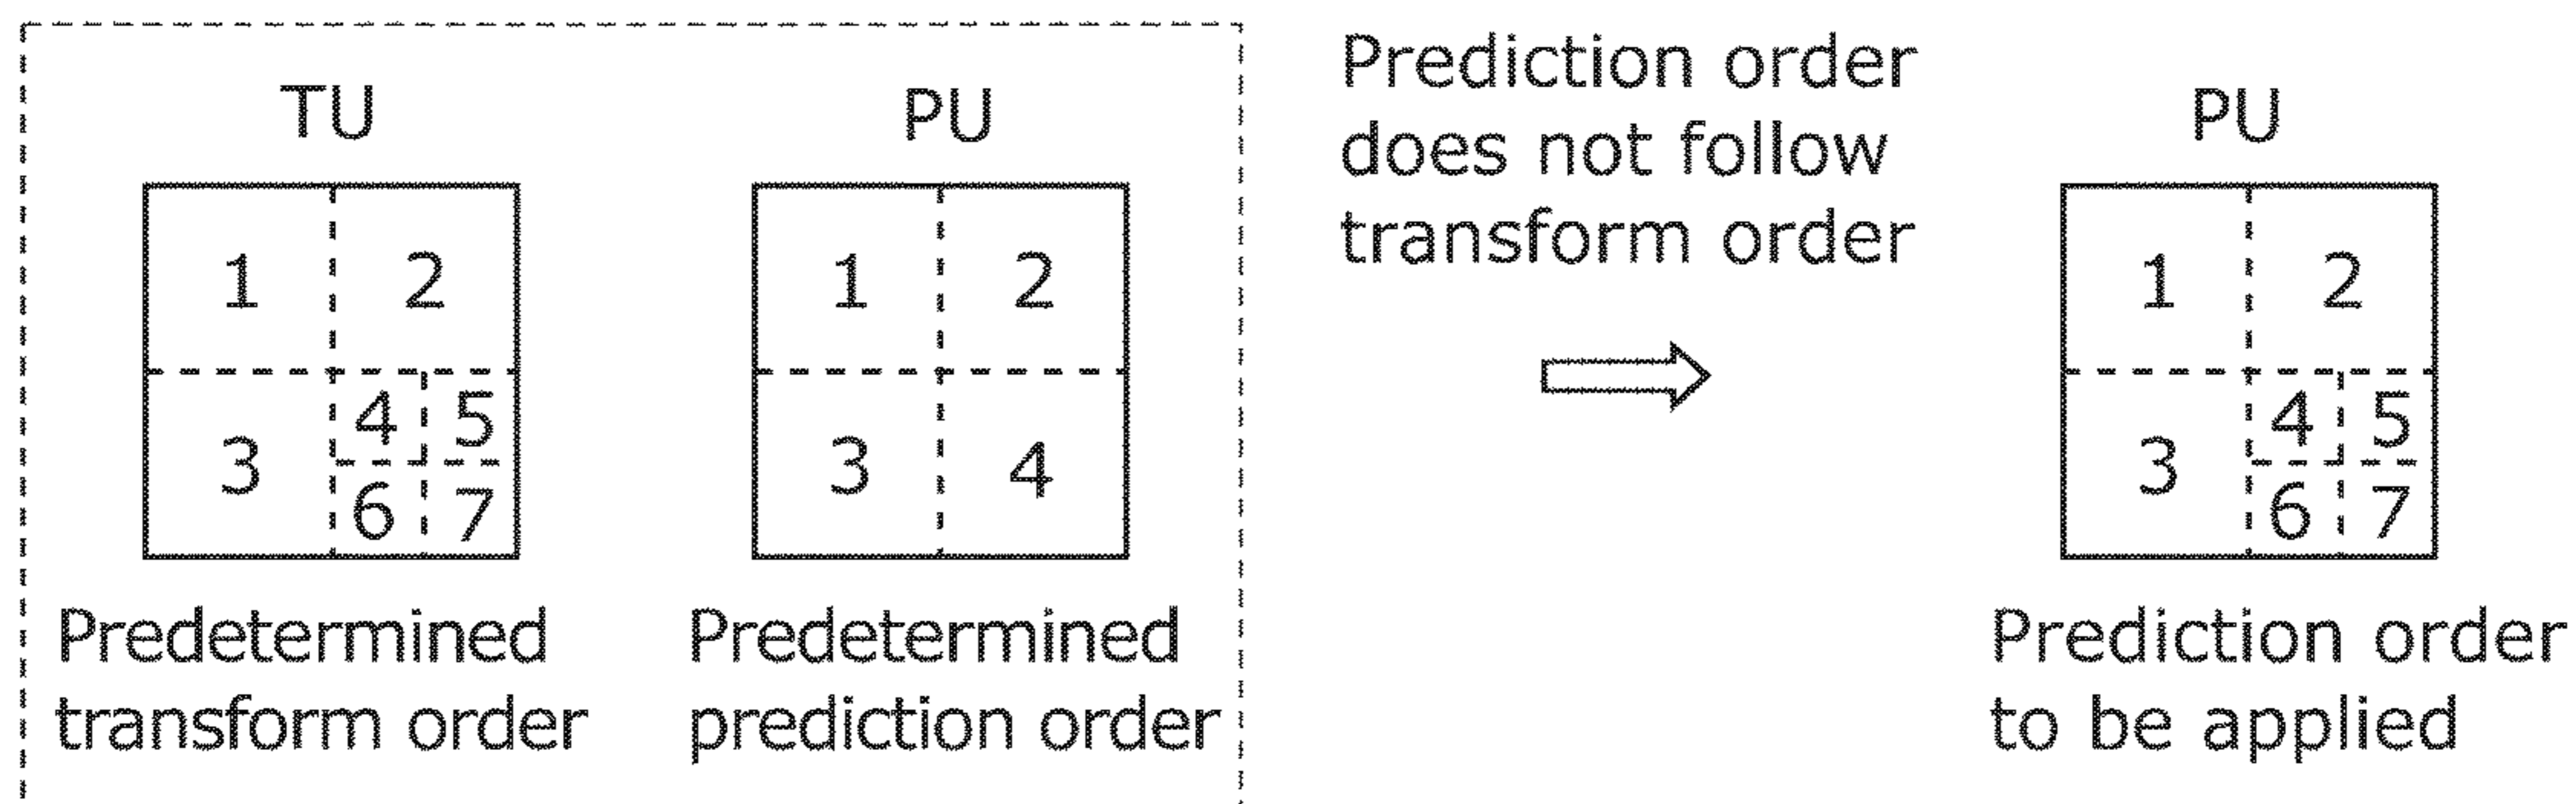 TU
1 2
3 4 5
6 7
Predetermined
transform order
PU
1 2
3 4
Predetermined
prediction order
Prediction order
does not follow
transform order
PU
1 2
3 4 5
6 7
Prediction order
to be applied